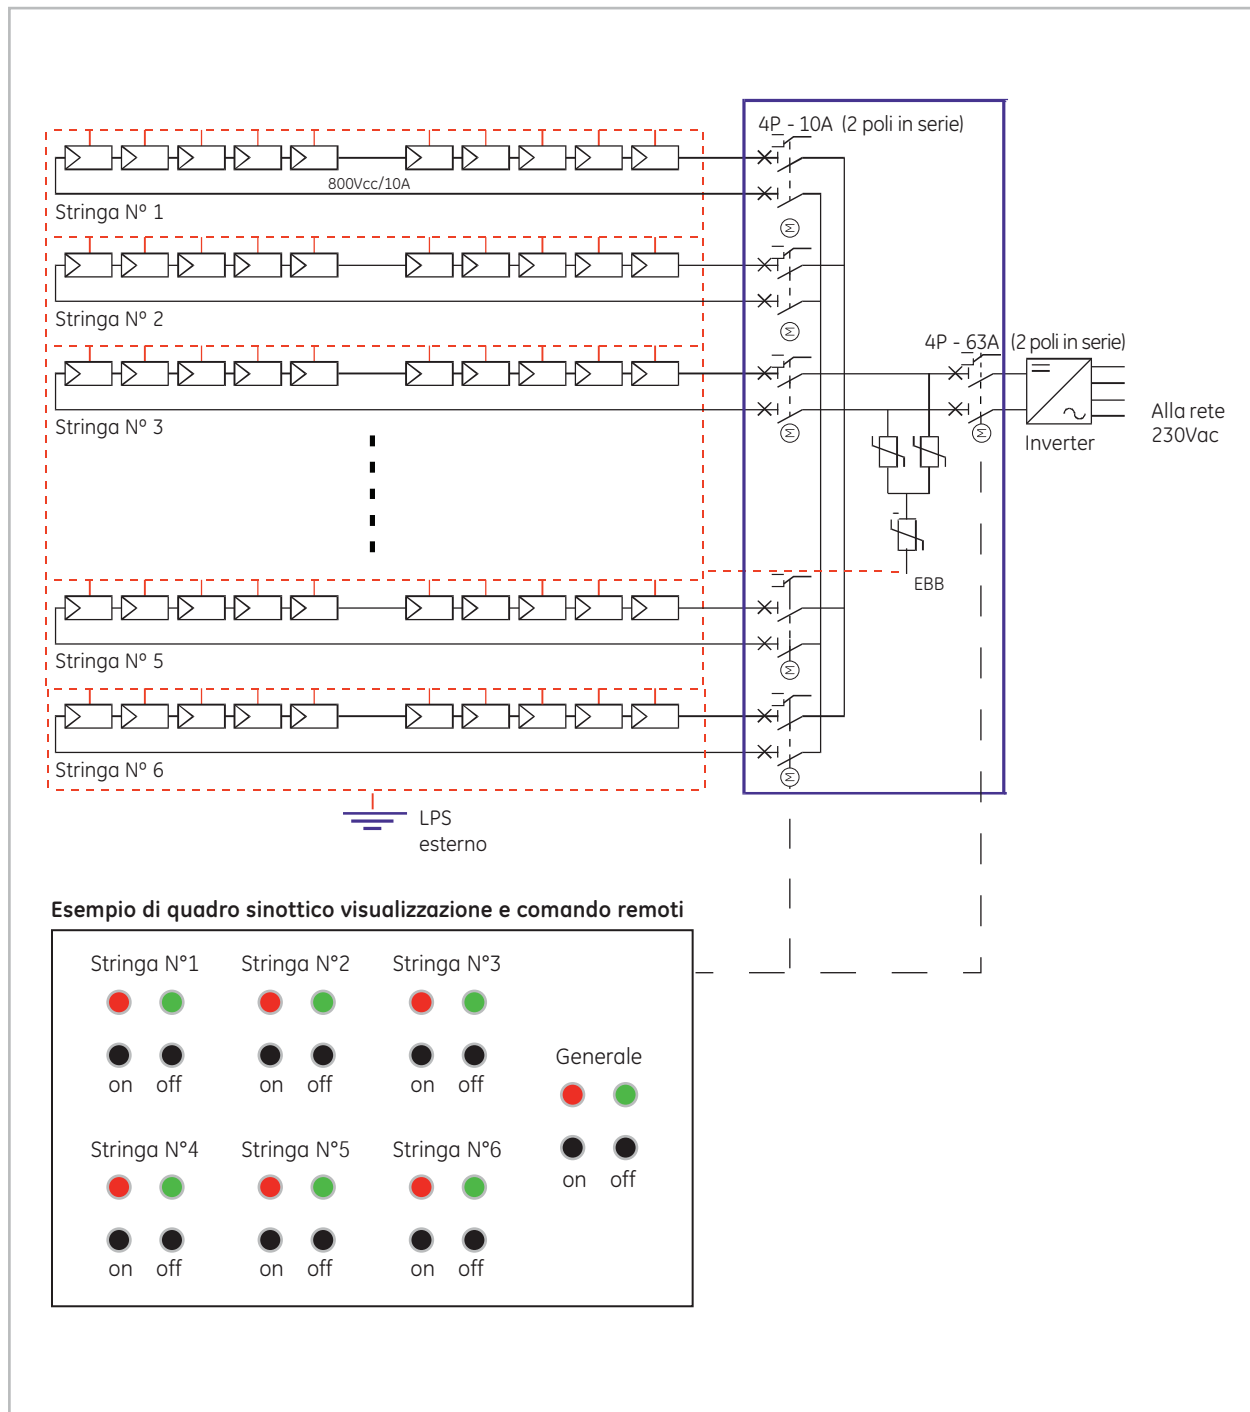 4P - 10A (2 poli in serie)
800Vcc/10A
Stringa N° 1
Stringa N° 2
4P - 63A (2 poli in serie)
Stringa N° 3
Inverter
Alla rete
230Vac
EBB
Stringa N° 5
Stringa N° 6
LPS
esterno
Esempio di quadro sinottico visualizzazione e comando remoti
Stringa N°1 Stringa N°2 Stringa N°3
on off on off on off
Generale
on off
Stringa N°4 Stringa N°5 Stringa N°6
on off on off on off